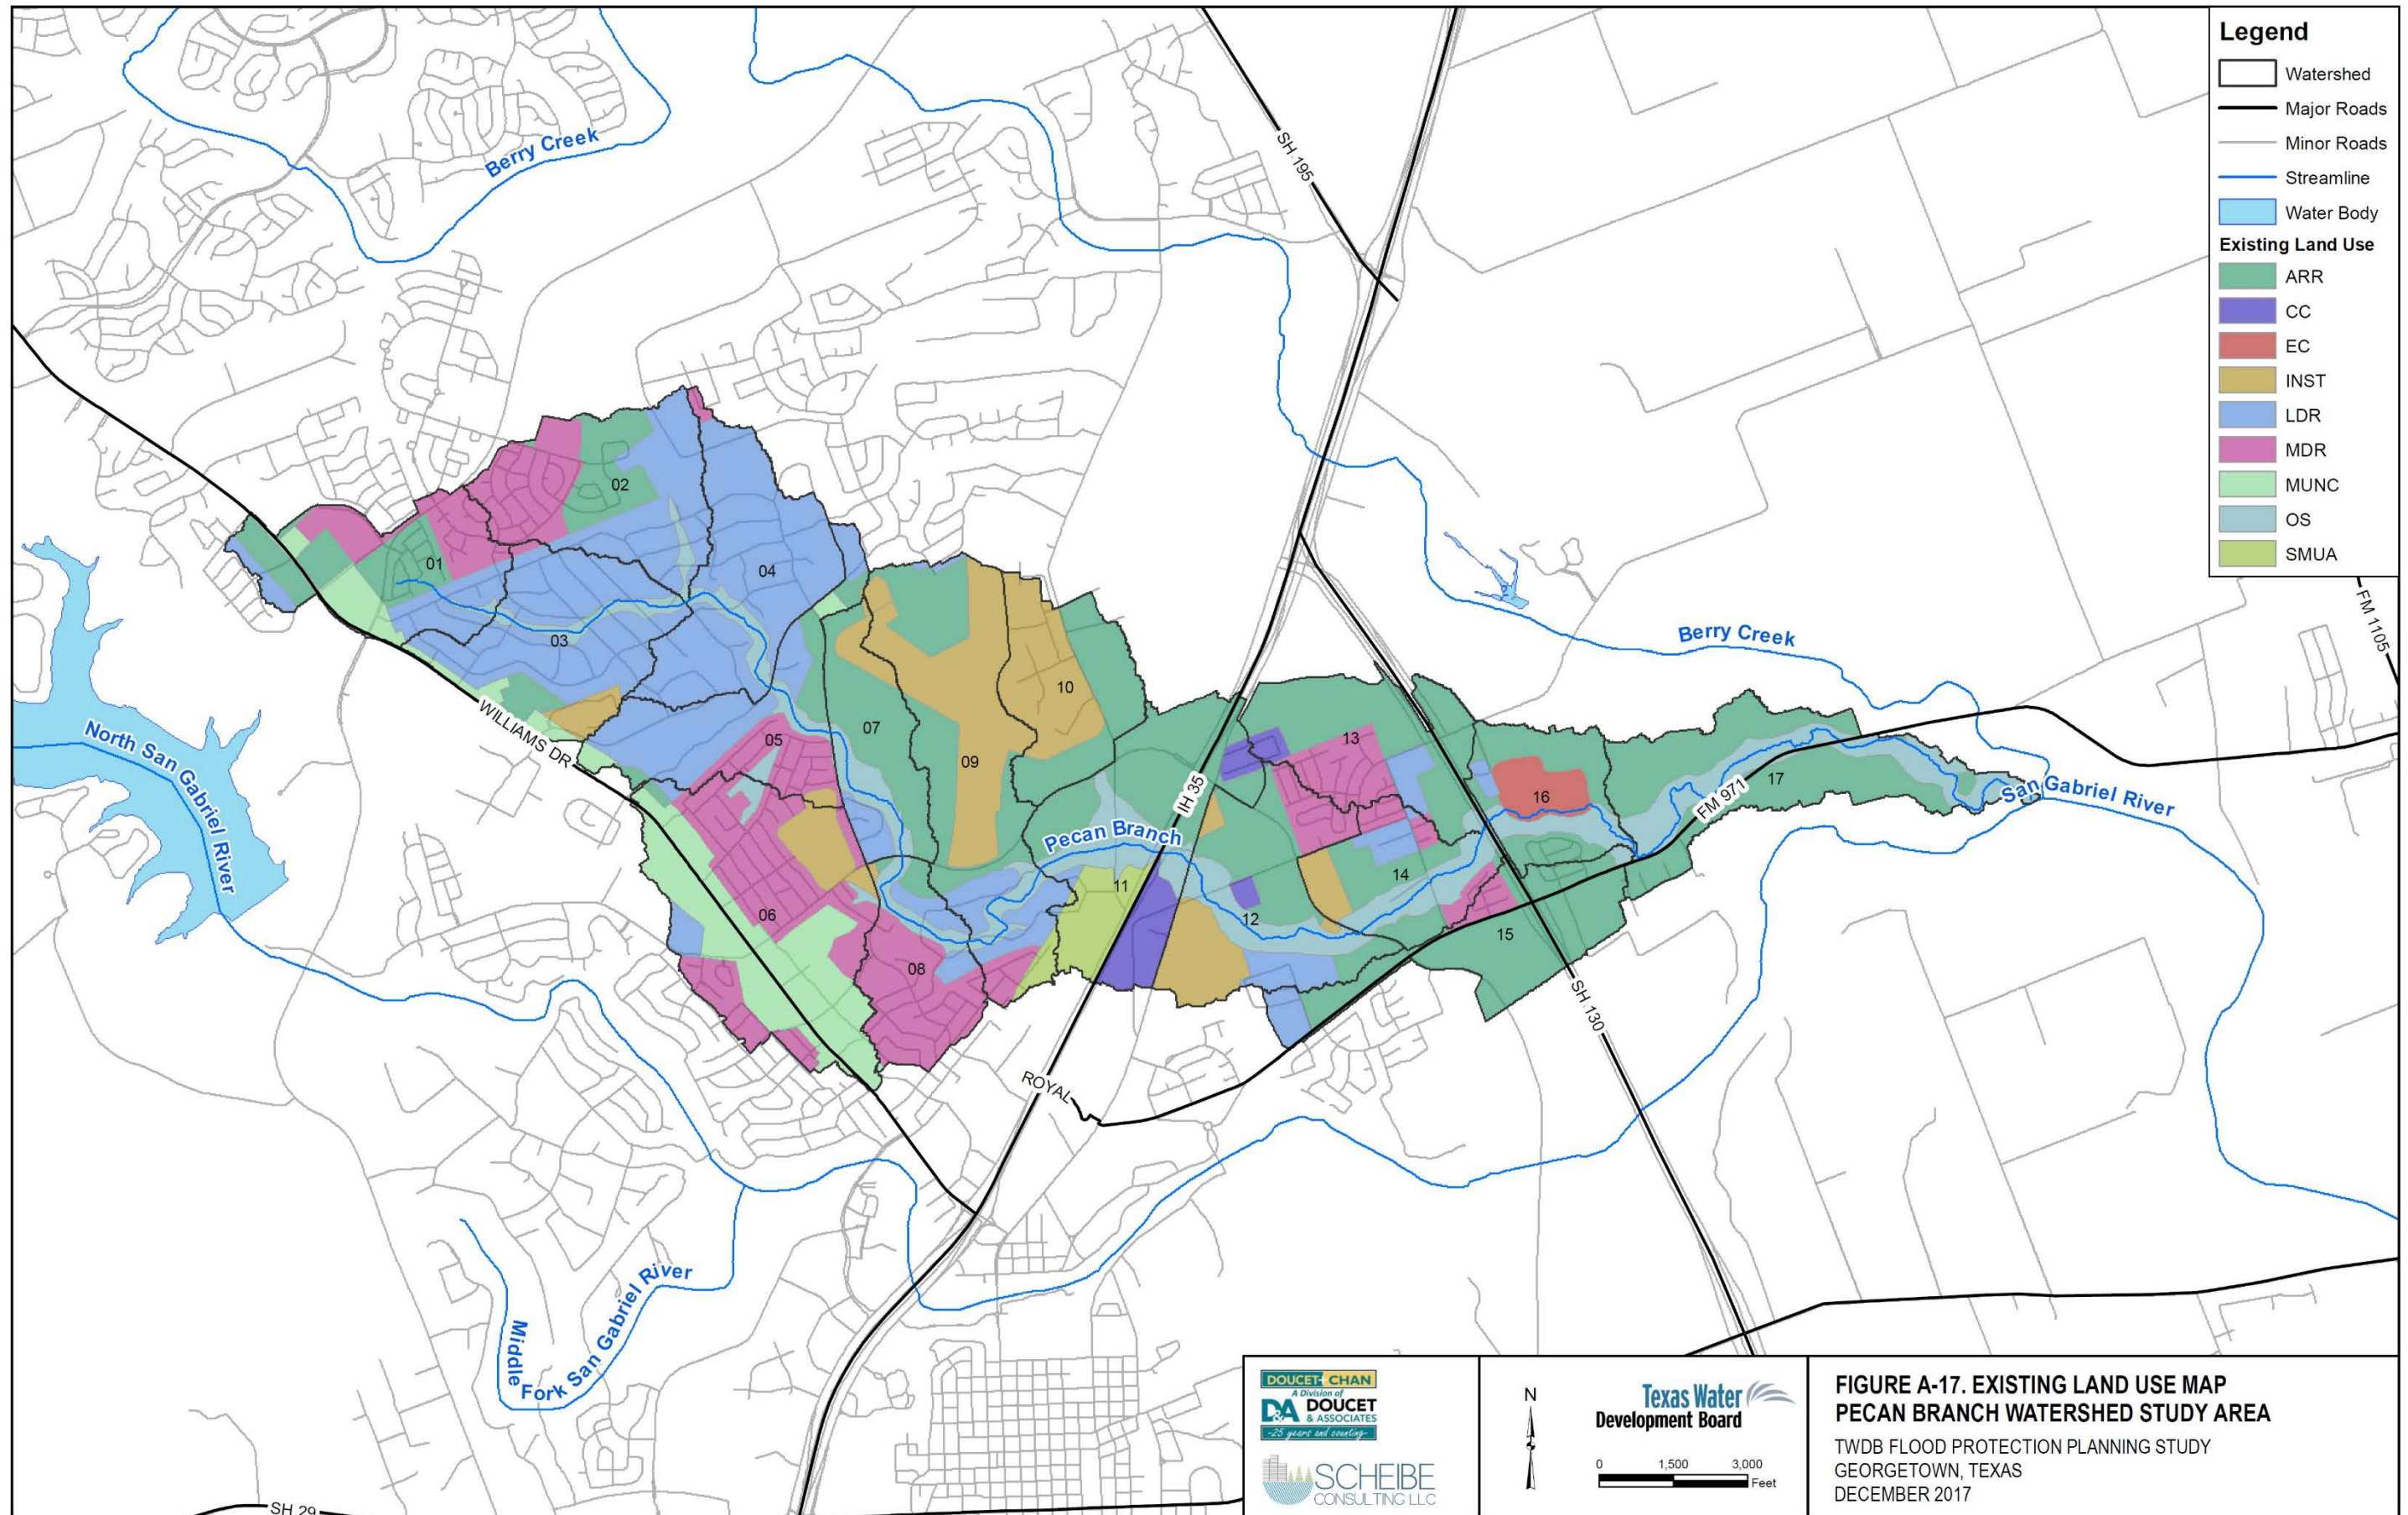 Legend
Watershed
Major Roads
Minor Roads
Streamline
Water Body
Existing Land Use
ARR
CC
EC
INST
LDR
MDR
MUNC
OS
SMUA
Berry Creek
SH 195
FM 1105
02
01
04
03
Berry Creek
WILLIAMS DR
10
07
05
13
09
North San Gabriel River
IH 35
16
FM 971
17
San Gabriel River
Pecan Branch
14
11
06
12
15
08
SH 130
ROYAL
Middle
Fork San Gabriel River
SH 29
DOUCET+CHAN
A Division of
D&A DOUCET
& ASSOCIATES
-25 years and counting-
SCHEIBE
CONSULTING LLC
N
Texas Water
Development Board
0 1,500 3,000
Feet
FIGURE A-17. EXISTING LAND USE MAP
PECAN BRANCH WATERSHED STUDY AREA
TWDB FLOOD PROTECTION PLANNING STUDY
GEORGETOWN, TEXAS
DECEMBER 2017